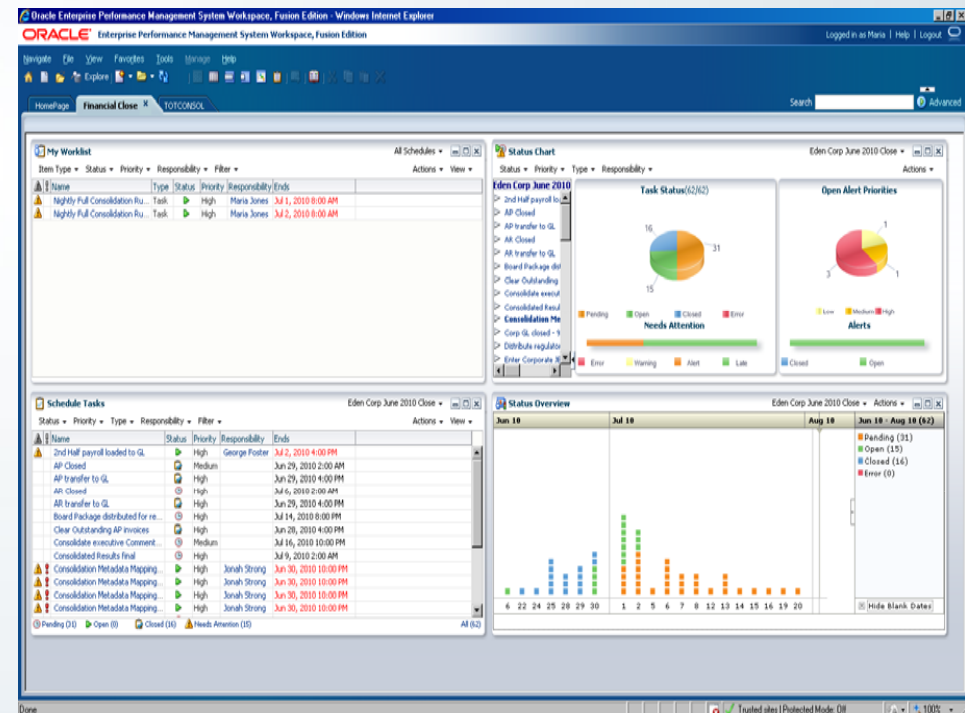 Oracle Enterprise Performance Management System Workspace, Fusion Edition - Windows Internet Explorer
ORACLE Enterprise Performance Management System Workspace, Fusion Edition
Logged in as Maria | Help | Logout
Navigate File View Favorites Tools Manage Help
Explore
HomePage Financial Close X TOTCONSOL
Search Advanced
My Worklist All Schedules
Item Type Status Priority Responsibility Filter Actions View
Name Type Status Priority Responsibility Ends
Nightly Full Consolidation Ru... Task High Maria Jones Jul 1, 2010 8:00 AM
Nightly Full Consolidation Ru... Task High Maria Jones Jul 2, 2010 8:00 AM
Status Chart Eden Corp June 2010 Close
Status Priority Type Responsibility Actions
Eden Corp June 2010
2nd Half payroll lo
AP Closed
AP transfer to GL
AR Closed
AR transfer to GL
Board Package dist
Clear Outstanding
Consolidate execut
Consolidated Resul
Consolidation Me
Corp GL closed - 9
Distribute regulator
Enter Corporate
Task Status(62/62)
16
31
15
Pending Open Closed Error
Needs Attention
Error Warning Alert Late
Open Alert Priorities
1
3
1
Low Medium High
Alerts
Closed Open
Schedule Tasks Eden Corp June 2010 Close
Status Priority Type Responsibility Filter Actions View
Name Status Priority Responsibility Ends
2nd Half payroll loaded to GL High George Foster Jul 2, 2010 4:00 PM
AP Closed Medium Jun 29, 2010 2:00 AM
AP transfer to GL High Jun 29, 2010 4:00 PM
AR Closed High Jul 6, 2010 2:00 AM
AR transfer to GL High Jun 29, 2010 4:00 PM
Board Package distributed for re... High Jul 14, 2010 8:00 PM
Clear Outstanding AP invoices High Jun 28, 2010 4:00 PM
Consolidate executive Comment... Medium Jul 16, 2010 10:00 PM
Consolidated Results final High Jul 9, 2010 2:00 AM
Consolidation Metadata Mapping... High Jonah Strong Jun 30, 2010 10:00 PM
Consolidation Metadata Mapping... High Jonah Strong Jun 30, 2010 10:00 PM
Consolidation Metadata Mapping... High Jonah Strong Jun 30, 2010 10:00 PM
Consolidation Metadata Mapping... High Jonah Strong Jun 30, 2010 10:00 PM
Pending (31) Open (0) Closed (16) Needs Attention (15) All (62)
Status Overview Eden Corp June 2010 Close Actions
Jun 10 Jul 10 Aug 10 Jun 10 - Aug 10 (62)
Pending (31)
Open (15)
Closed (16)
Error (0)
6 22 24 25 28 29 30 1 2 5 6 7 8 12 13 14 15 16 19 20
Hide Blank Dates
Done Trusted sites | Protected Mode: Off 100%